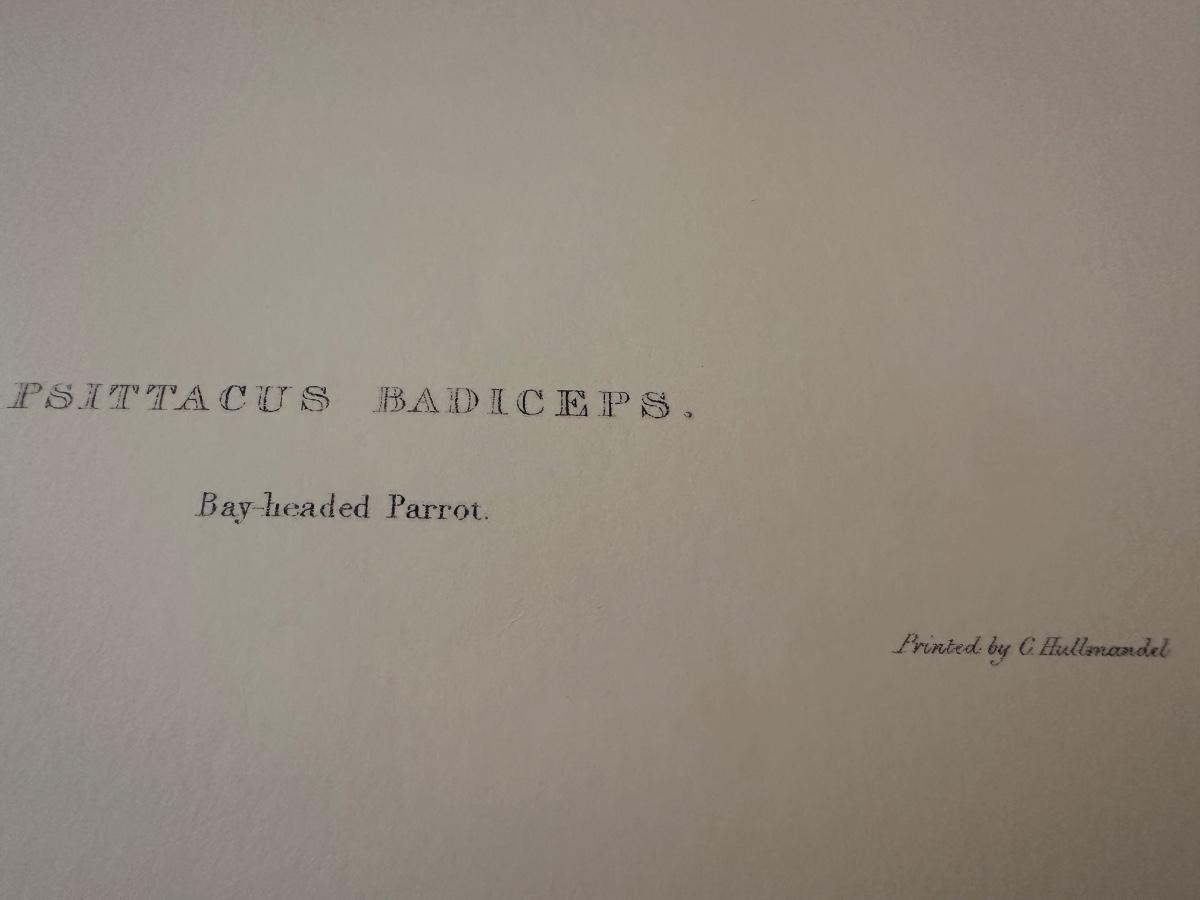 PSITTACUS BADICEPS.
Bay-headed Parrot.
Printed by C. Hullmandel